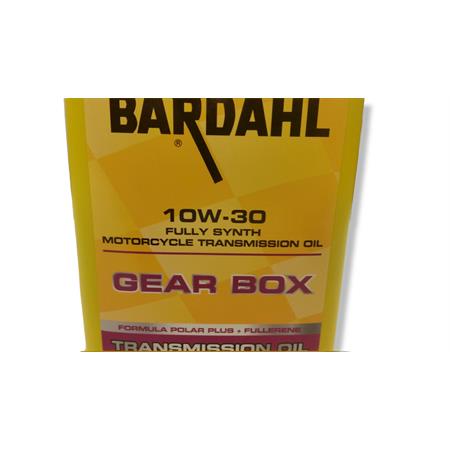 BARDAHL
®
10W-30
FULLY SYNTH
MOTORCYCLE TRANSMISSION OIL
GEAR BOX
FORMULA POLAR PLUS + FULLERENE
TRANSMISSION OIL